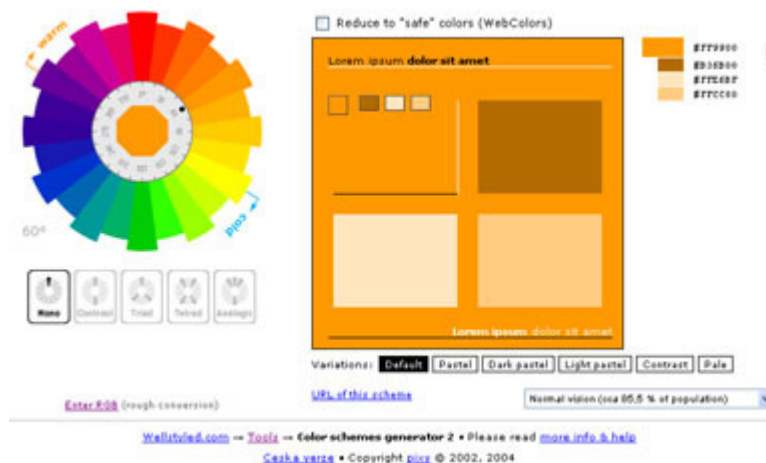 Reduce to "safe" colors (WebColors)
warm
Lorem ipsum dolor sit amet
#FF9900
#B36B00
#FFE6BF
#FFCC80
cold
60º
Mono Contrast Triad Tetrad Analogic
Lorem ipsum dolor sit amet
Variations: Default Pastel Dark pastel Light pastel Contrast Pale
URL of this scheme
Normal vision (cca 85,5 % of population)
Enter RGB (rough conversion)
Wellstyled.com → Tools → Color schemes generator 2 • Please read more info & help
Ceska verze • Copyright pixy © 2002, 2004